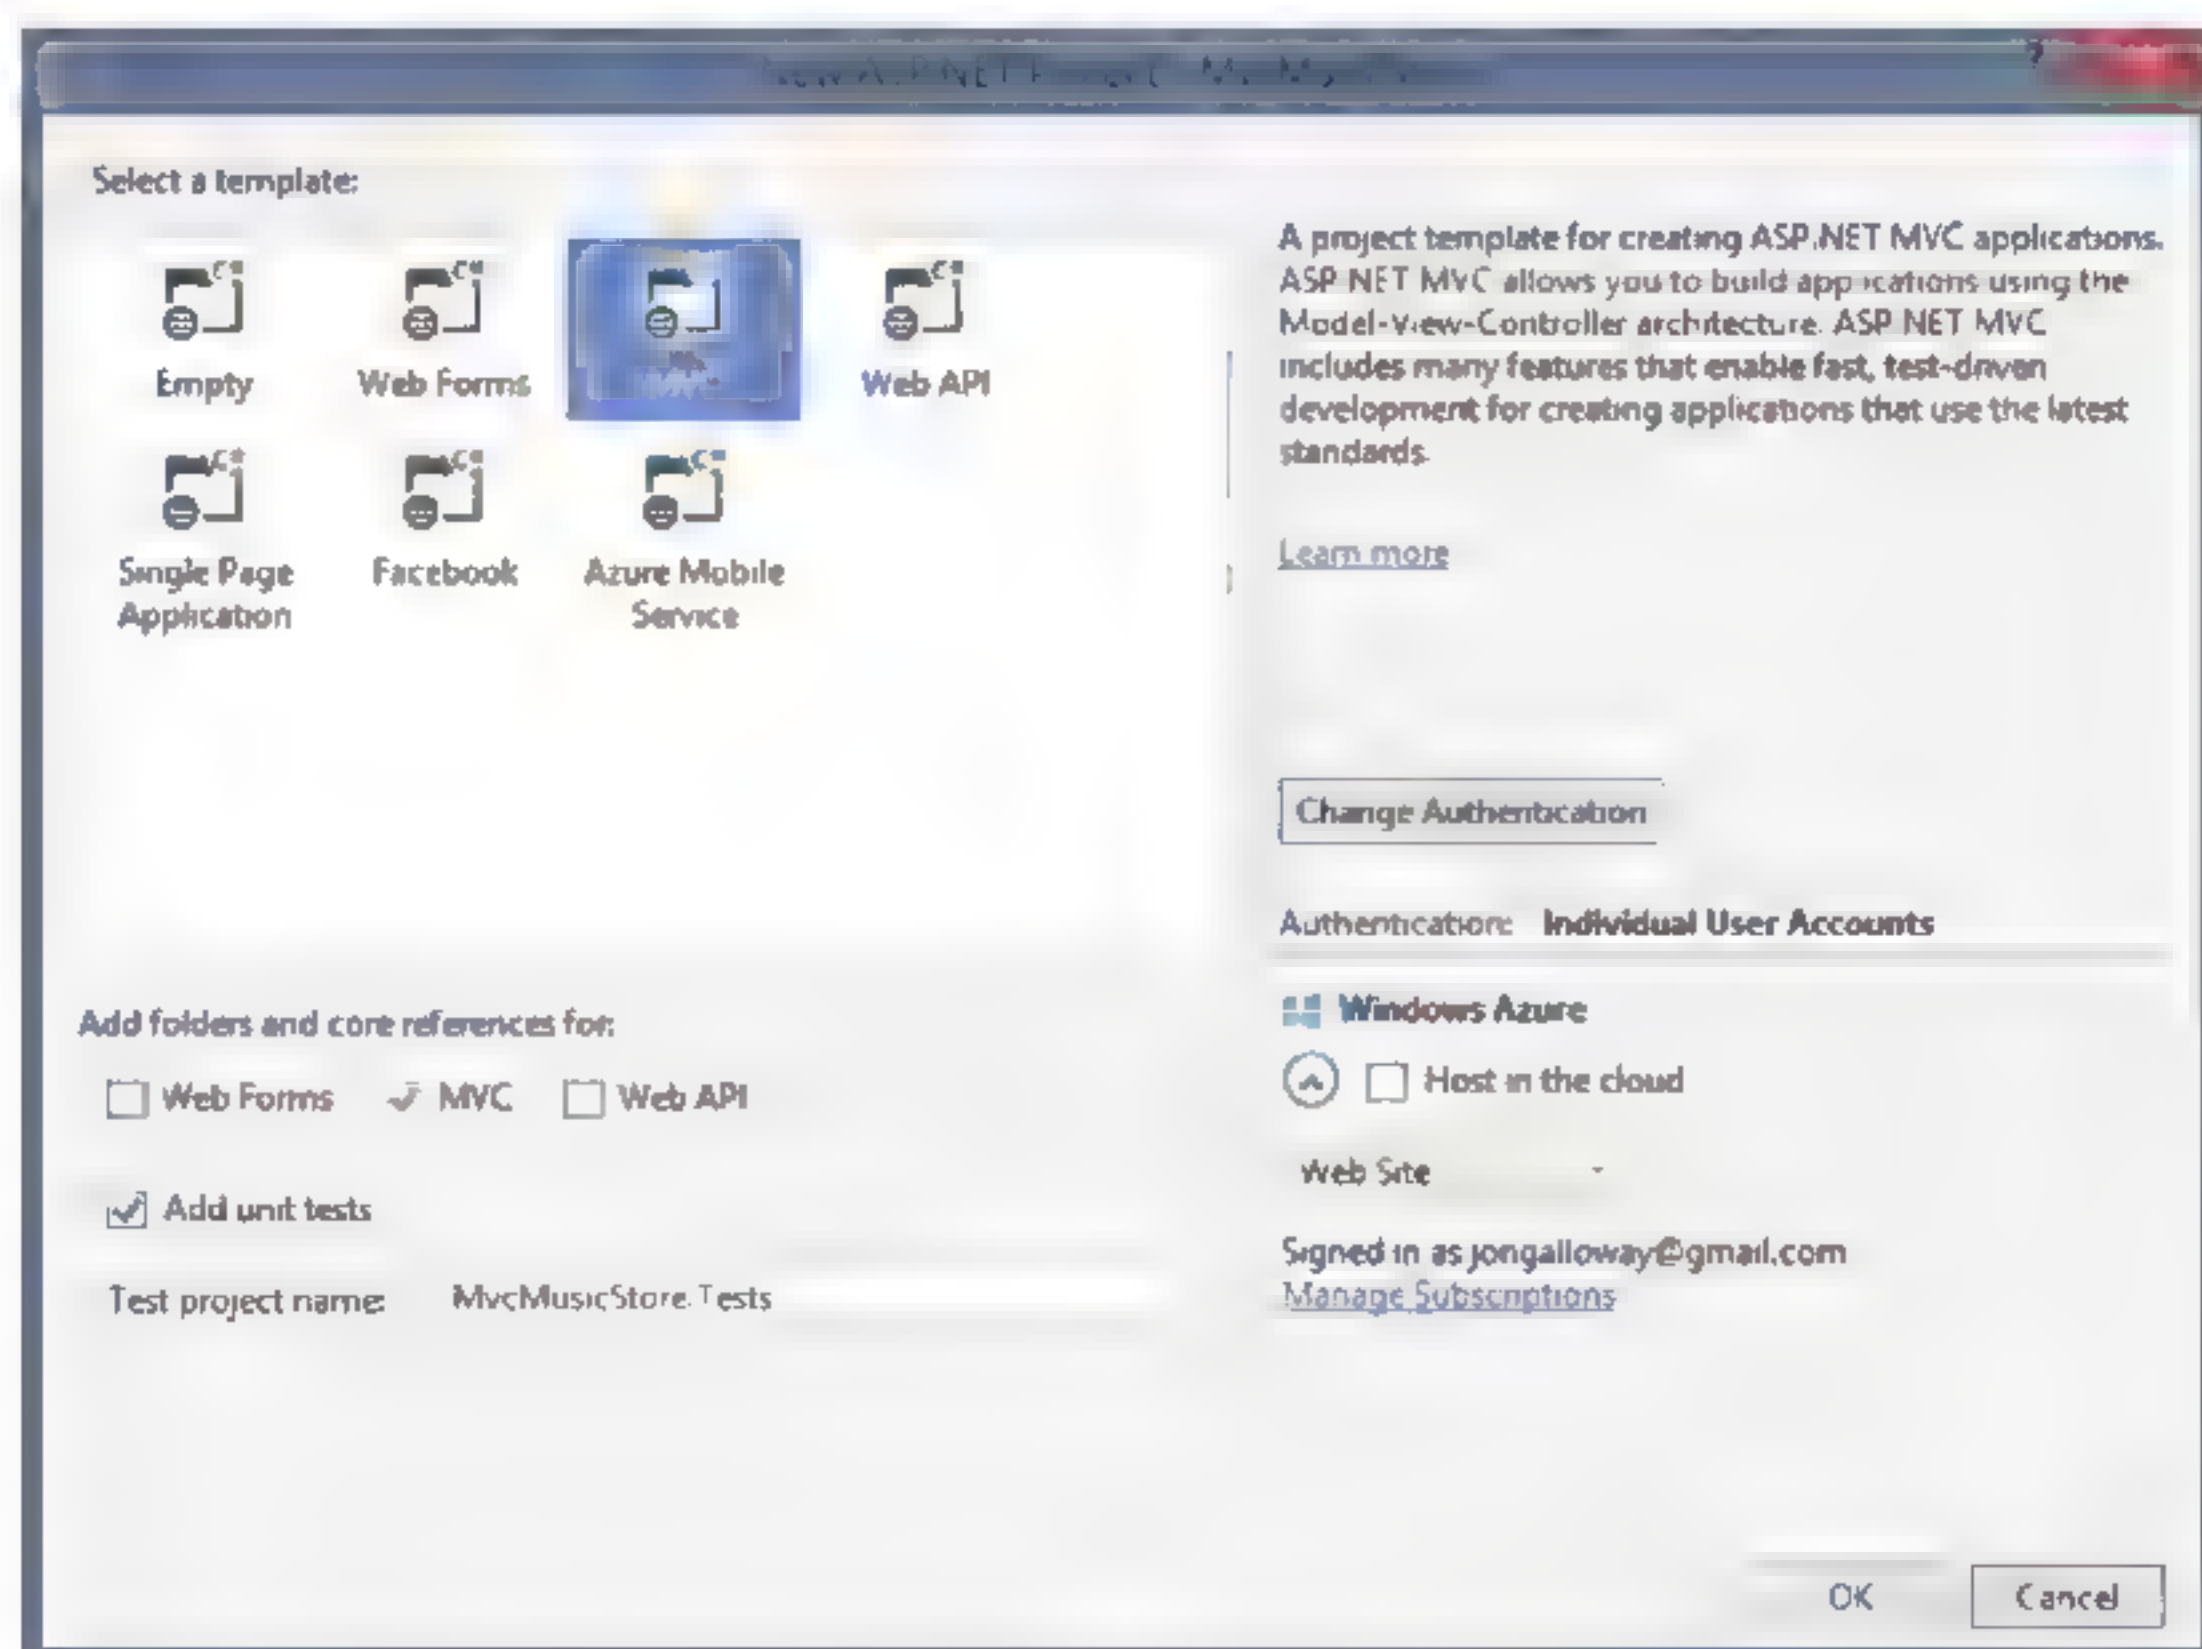 New ASP.NET Project -
?
Select a template:
Empty
Web Forms
MVC
Web API
Single Page
Application
Facebook
Azure Mobile
Service
A project template for creating ASP.NET MVC applications.
ASP.NET MVC allows you to build applications using the
Model-View-Controller architecture. ASP.NET MVC
includes many features that enable fast, test-driven
development for creating applications that use the latest
standards.
Learn more
Change Authentication
Authentication: Individual User Accounts
Add folders and core references for:
Web Forms MVC Web API
Add unit tests
Test project name: MvcMusicStore.Tests
Windows Azure
Host in the cloud
Web Site
Signed in as jongalloway@gmail.com
Manage Subscriptions
OK Cancel